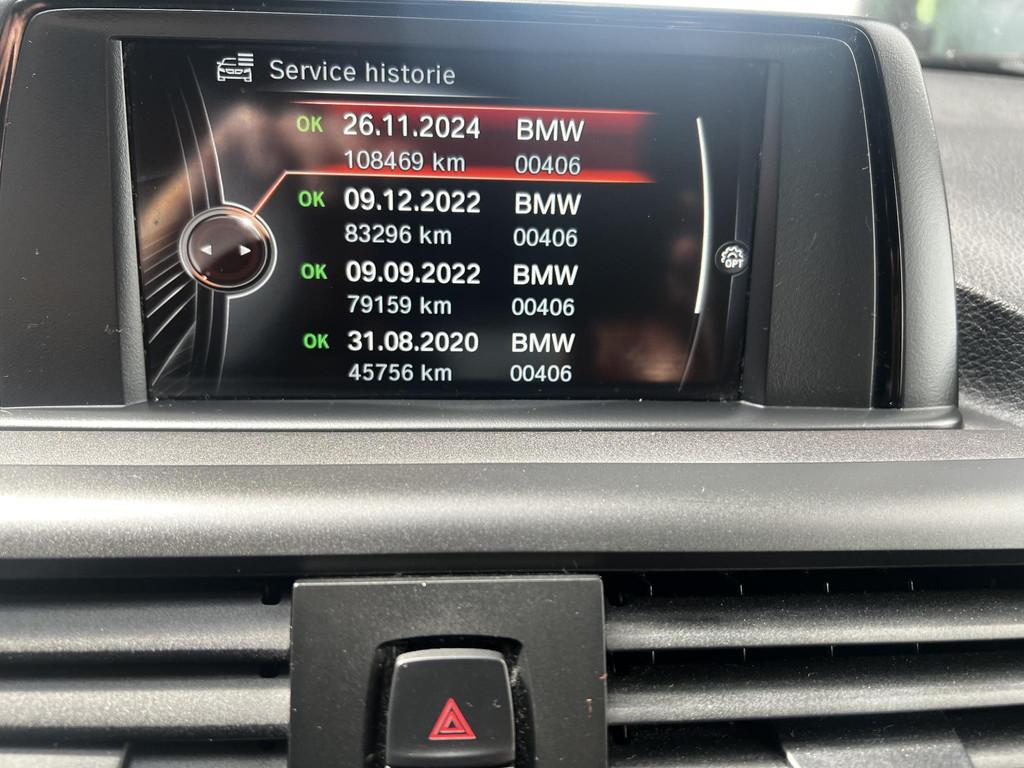 Service historie
OK 26.11.2024 BMW
108469 km 00406
OK 09.12.2022 BMW
83296 km 00406
OK 09.09.2022 BMW
79159 km 00406
OPT
OK 31.08.2020 BMW
45756 km 00406